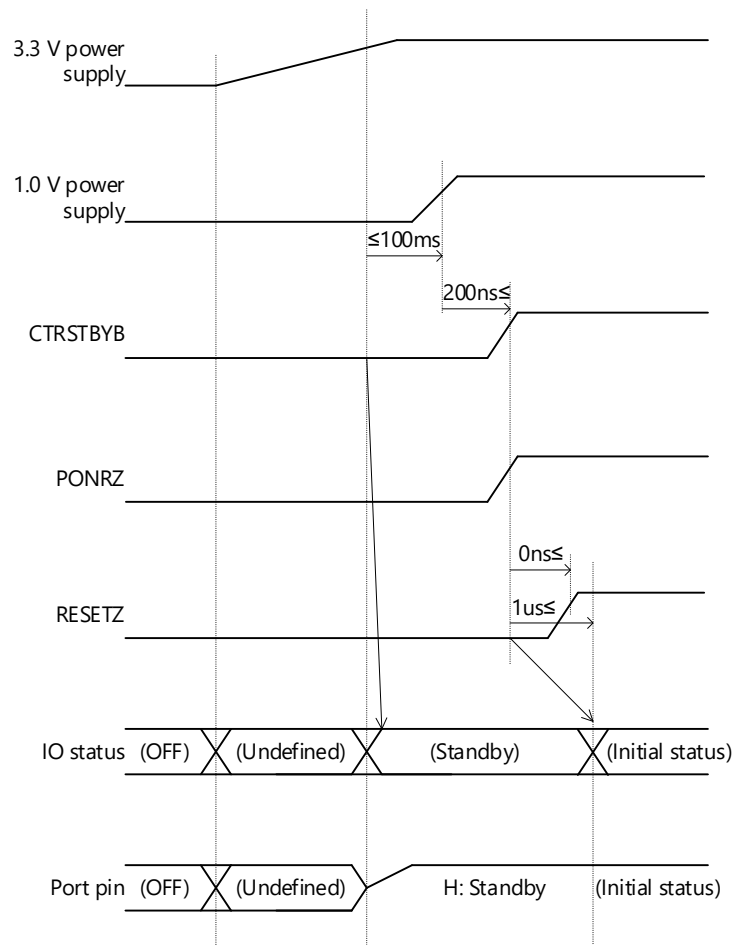 3.3 V power
supply
1.0 V power
supply
≤100ms
200ns≤
CTRSTBYB
PONRZ
0ns≤
RESETZ
1us≤
IO status (OFF) (Undefined) (Standby) (Initial status)
Port pin (OFF) (Undefined) H: Standby (Initial status)